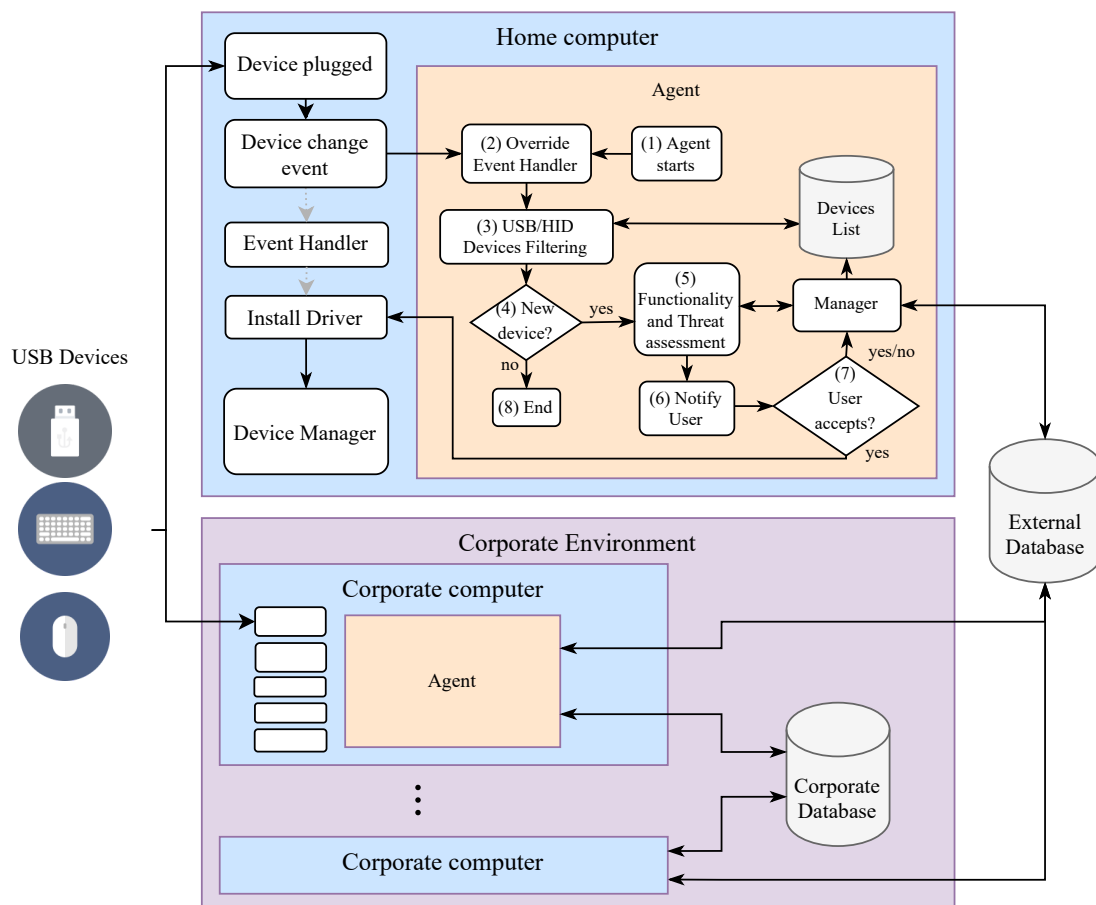 Home computer
Device plugged
Agent
Device change
event
(2) Override
Event Handler
(1) Agent
starts
Event Handler
(3) USB/HID
Devices Filtering
Devices
List
Install Driver
(4) New
device?
yes
no
(5)
Functionality
and Threat
assessment
Manager
yes/no
USB Devices
Device Manager
(8) End
(6) Notify
User
(7)
User
accepts?
yes
External
Database
Corporate Environment
Corporate computer
Agent
Corporate
Database
Corporate computer